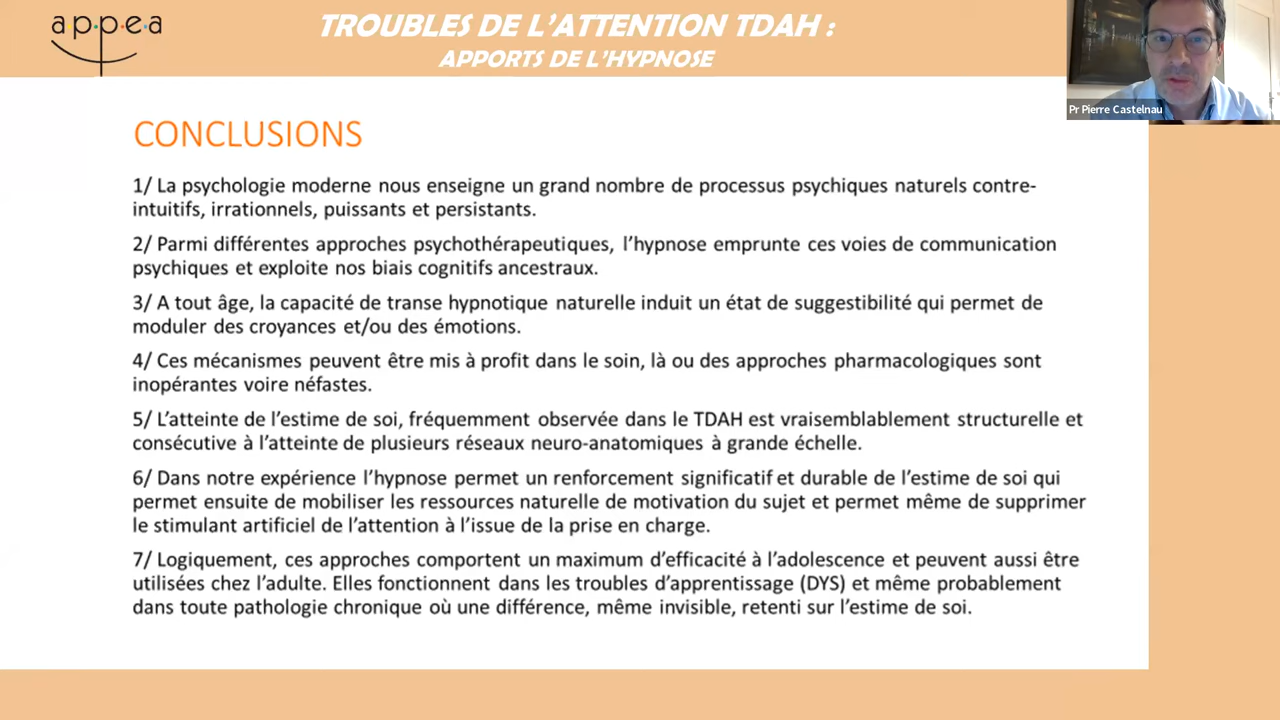 appea
TROUBLES DE L'ATTENTION TDAH :
APPORTS DE L'HYPNOSE
Pr Pierre Castelnau
CONCLUSIONS
1/ La psychologie moderne nous enseigne un grand nombre de processus psychiques naturels contre-
intuitifs, irrationnels, puissants et persistants.
2/ Parmi différentes approches psychothérapeutiques, l'hypnose emprunte ces voies de communication
psychiques et exploite nos biais cognitifs ancestraux.
3/ A tout âge, la capacité de transe hypnotique naturelle induit un état de suggestibilité qui permet de
moduler des croyances et/ou des émotions.
4/ Ces mécanismes peuvent être mis à profit dans le soin, là ou des approches pharmacologiques sont
inopérantes voire néfastes.
5/ L'atteinte de l'estime de soi, fréquemment observée dans le TDAH est vraisemblablement structurelle et
consécutive à l'atteinte de plusieurs réseaux neuro-anatomiques à grande échelle.
6/ Dans notre expérience l'hypnose permet un renforcement significatif et durable de l'estime de soi qui
permet ensuite de mobiliser les ressources naturelle de motivation du sujet et permet même de supprimer
le stimulant artificiel de l'attention à l'issue de la prise en charge.
7/ Logiquement, ces approches comportent un maximum d'efficacité à l'adolescence et peuvent aussi être
utilisées chez l'adulte. Elles fonctionnent dans les troubles d'apprentissage (DYS) et même probablement
dans toute pathologie chronique où une différence, même invisible, retenti sur l'estime de soi.